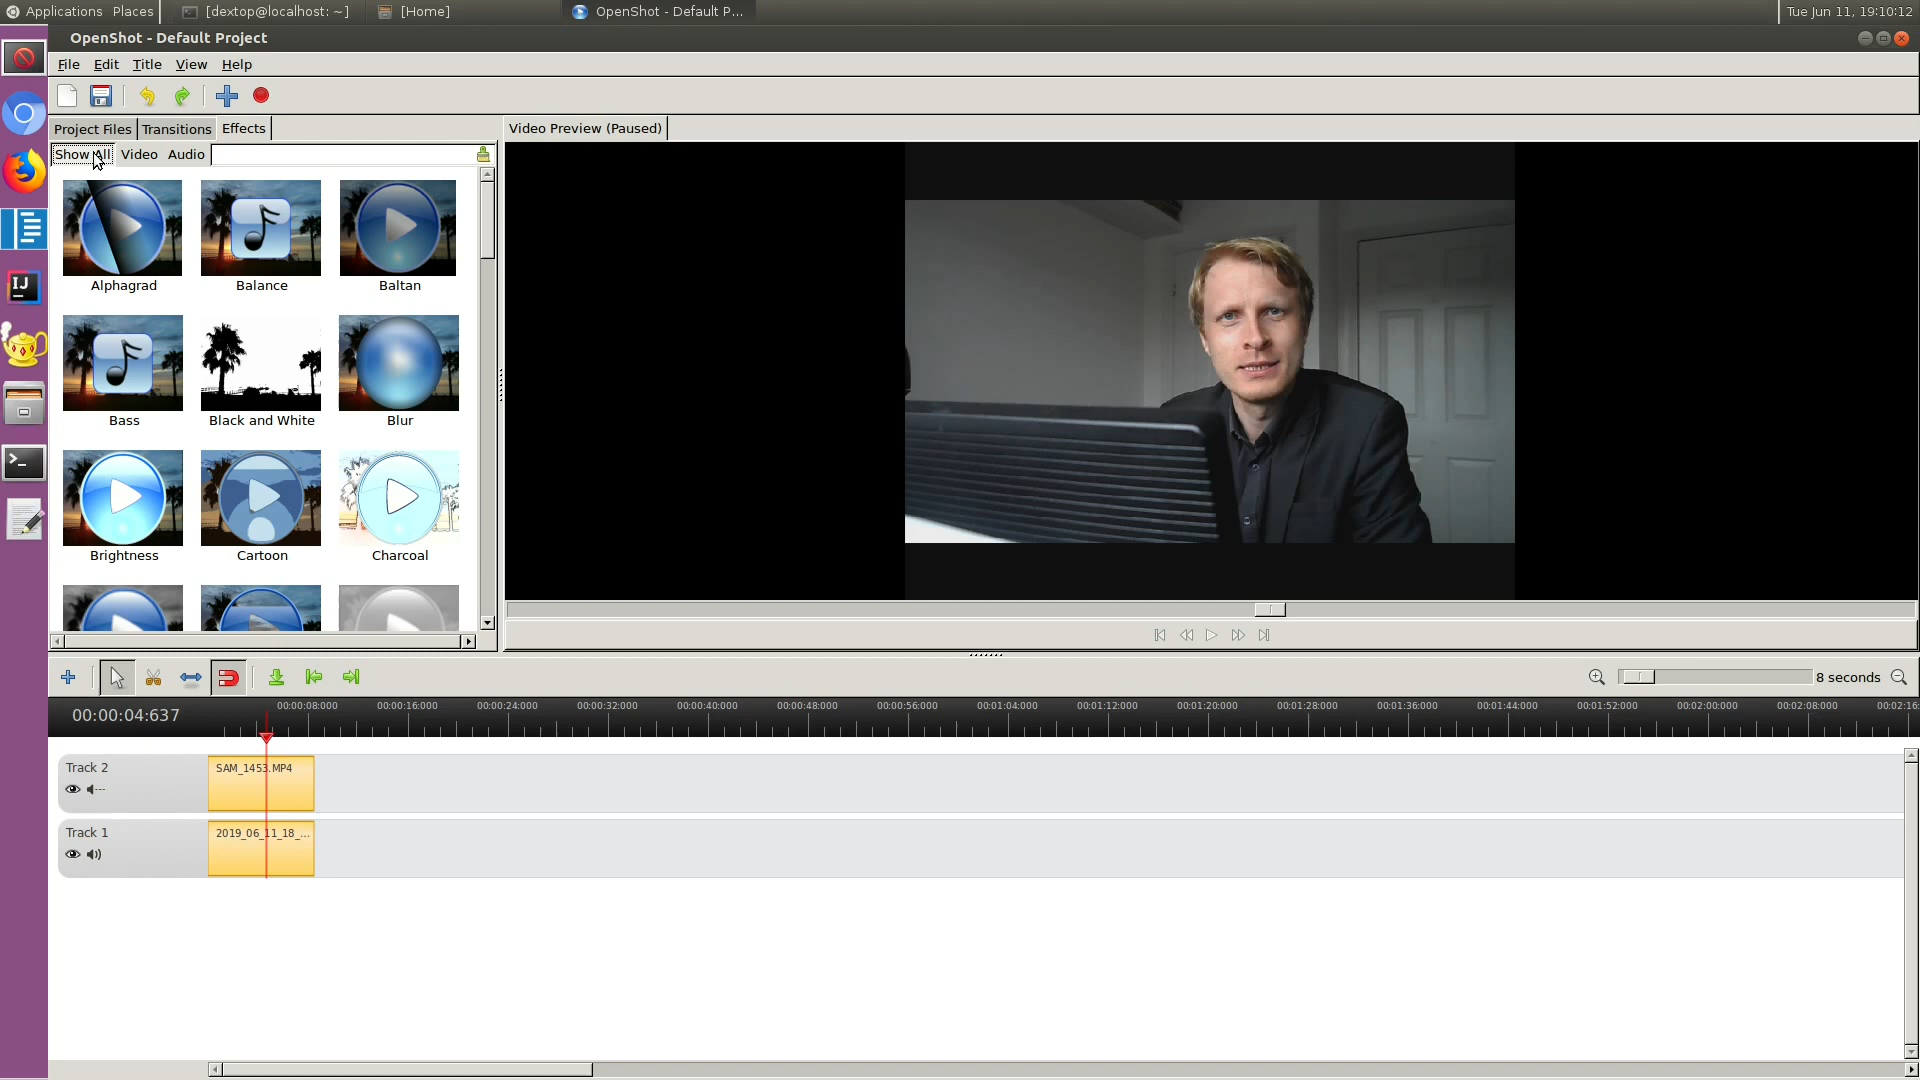 Applications Places [dextop@localhost: ~] [Home] OpenShot - Default P... Tue Jun 11, 19:10:12
OpenShot - Default Project
File Edit Title View Help
Project Files Transitions Effects
Video Preview (Paused)
Show All Video Audio
Alphagrad Balance Baltan
Bass Black and White Blur
Brightness Cartoon Charcoal
IJ
8 seconds
00:00:04:637
00:00:08:000 00:00:16:000 00:00:24:000 00:00:32:000 00:00:40:000 00:00:48:000 00:00:56:000 00:01:04:000 00:01:12:000 00:01:20:000 00:01:28:000 00:01:36:000 00:01:44:000 00:01:52:000 00:02:00:000 00:02:08:000 00:02:16:
Track 2
SAM_1453.MP4
Track 1
2019_06_11_18_...